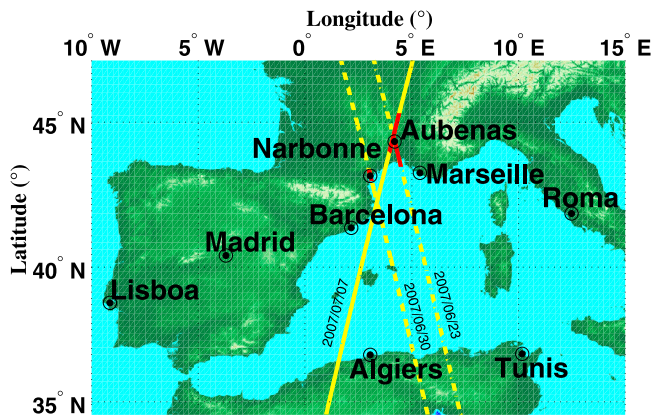 Longitude (°)
10° W 5° W 0° 5° E 10° E 15° E
45° N
Aubenas
Narbonne
Marseille
Roma
Barcelona
Madrid
Latitude (°)
40° N
Lisboa
2007/07/07
2007/06/30
2007/06/23
Algiers
Tunis
35° N